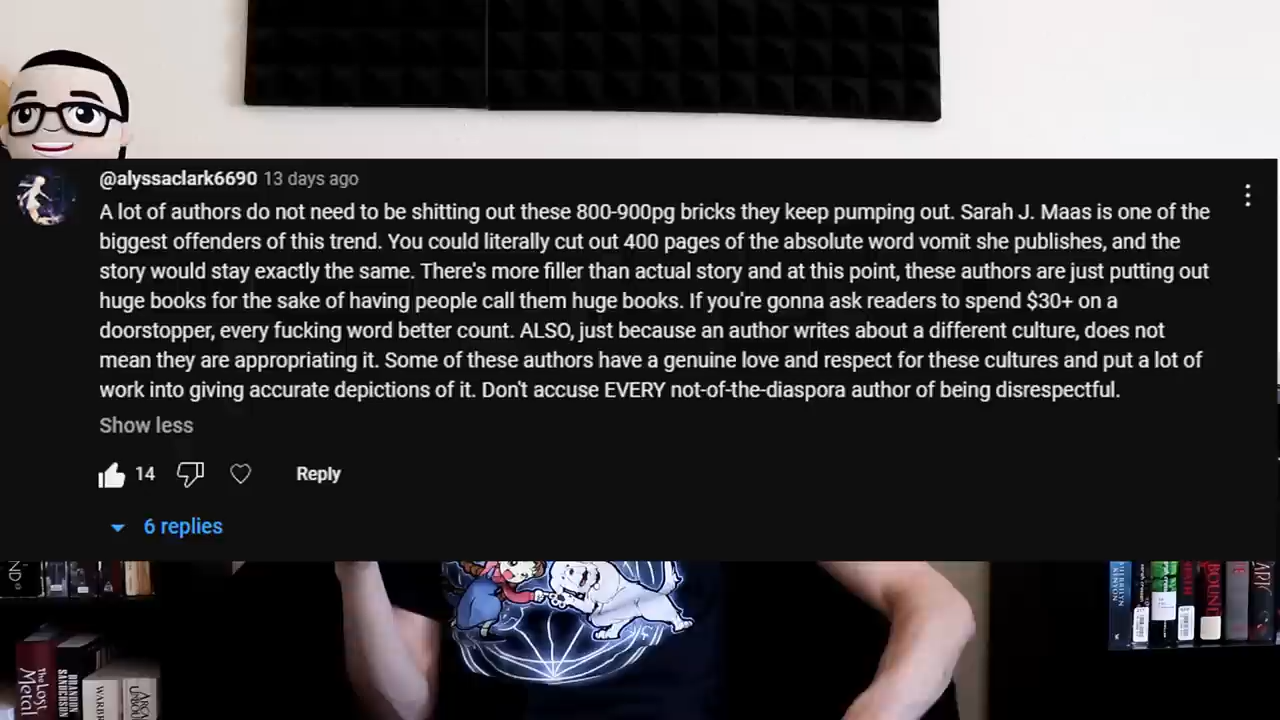 @alyssaclark6690 13 days ago
A lot of authors do not need to be shitting out these 800-900pg bricks they keep pumping out. Sarah J. Maas is one of the
biggest offenders of this trend. You could literally cut out 400 pages of the absolute word vomit she publishes, and the
story would stay exactly the same. There's more filler than actual story and at this point, these authors are just putting out
huge books for the sake of having people call them huge books. If you're gonna ask readers to spend $30+ on a
doorstopper, every fucking word better count. ALSO, just because an author writes about a different culture, does not
mean they are appropriating it. Some of these authors have a genuine love and respect for these cultures and put a lot of
work into giving accurate depictions of it. Don't accuse EVERY not-of-the-diaspora author of being disrespectful.
Show less
14 Reply
6 replies
The Lost
Metal
BRANDON
SANDERSON
WARB
ARCA
UNBOU
KENYON
BOUN